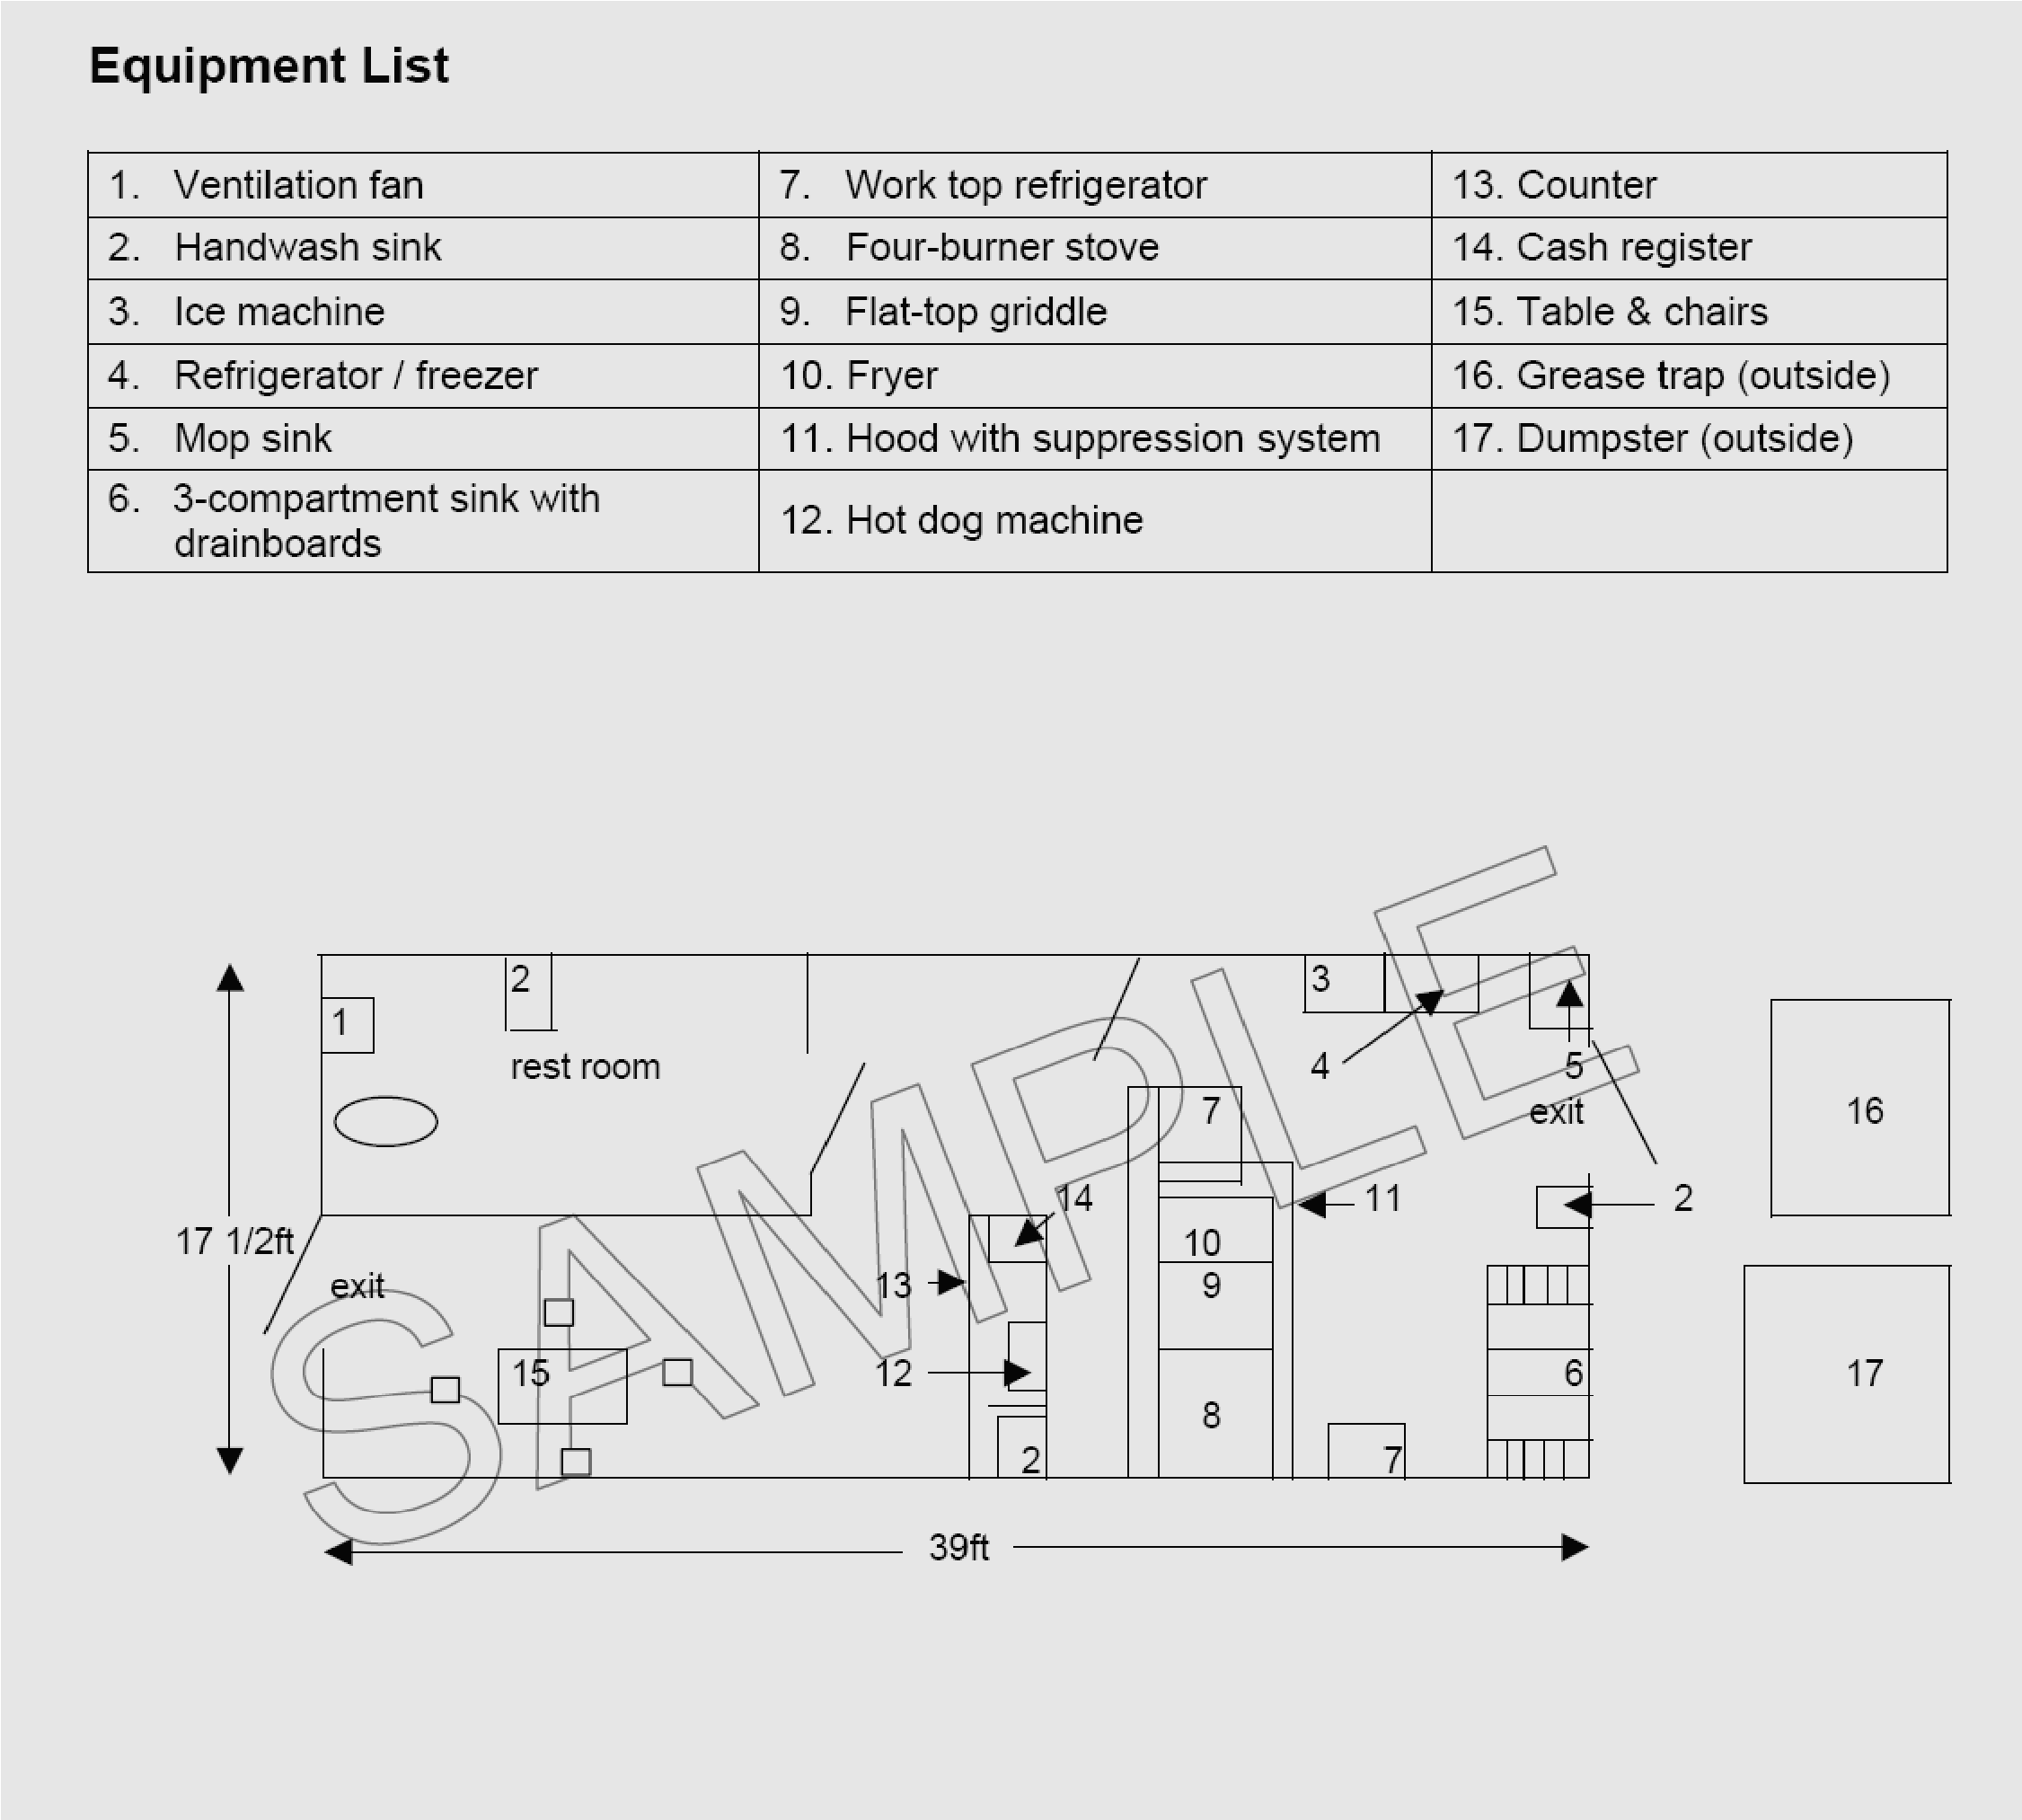 Equipment List
1. Ventilation fan
7. Work top refrigerator
13. Counter
2. Handwash sink
8. Four-burner stove
14. Cash register
3. Ice machine
9. Flat-top griddle
15. Table & chairs
4. Refrigerator / freezer
10. Fryer
16. Grease trap (outside)
5. Mop sink
11. Hood with suppression system
17. Dumpster (outside)
6. 3-compartment sink with
drainboards
12. Hot dog machine
SAMPLE
2
3
1
rest room
4
5
7
exit
16
14
11
2
17 1/2ft
10
exit
13
9
15
12
6
17
8
2
7
39ft